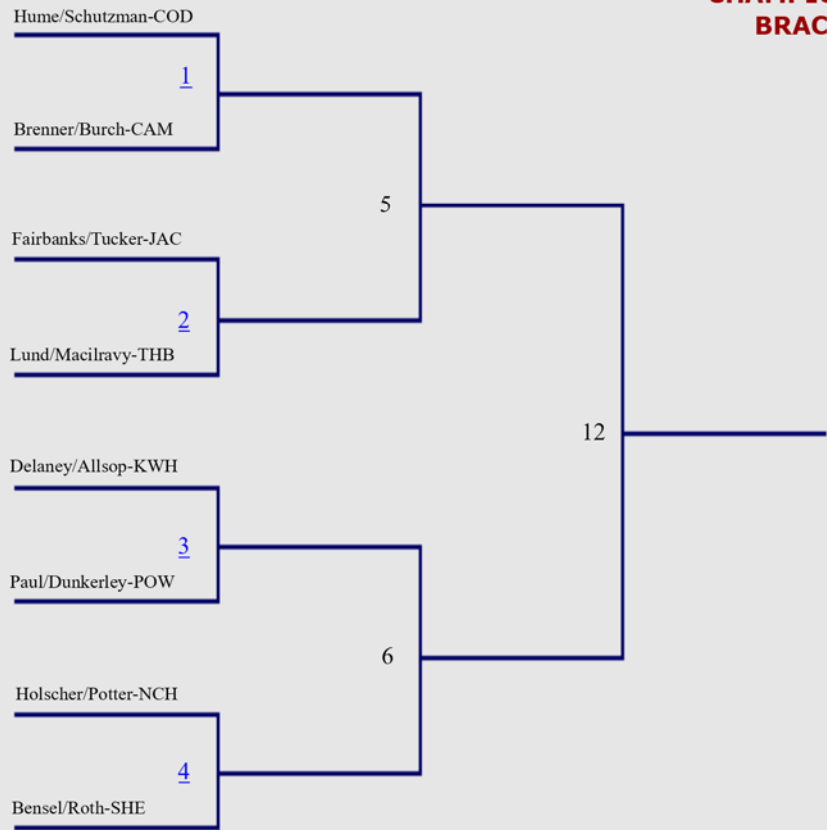 Hume/Schutzman-COD
BRAC
1
Brenner/Burch-CAM
5
Fairbanks/Tucker-JAC
2
Lund/Macilravy-THB
12
Delaney/Allsop-KWH
3
Paul/Dunkerley-POW
6
Holscher/Potter-NCH
4
Bensel/Roth-SHE